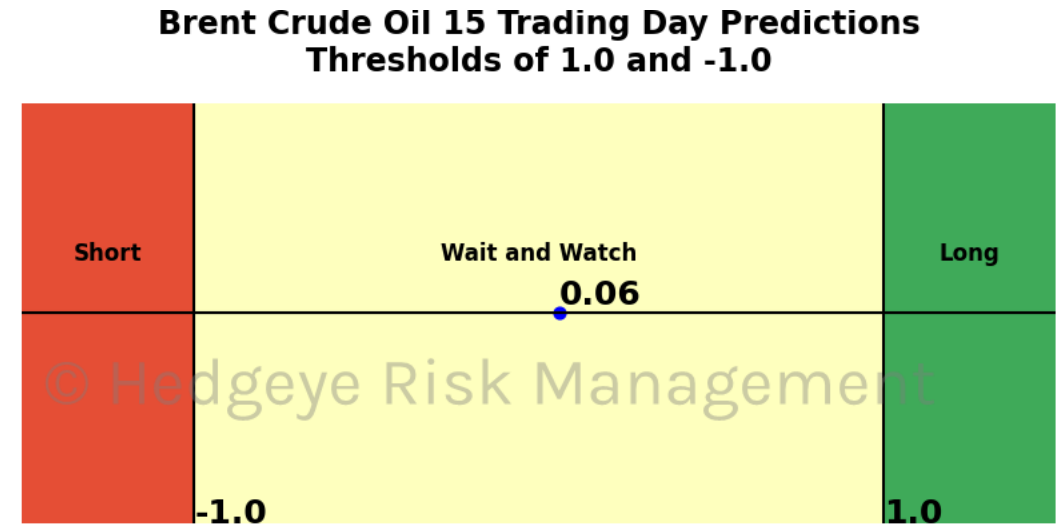 Brent Crude Oil 15 Trading Day Predictions
Thresholds of 1.0 and -1.0
Short
Wait and Watch
Long
0.06
© Hedgeye Risk Management
-1.0
1.0